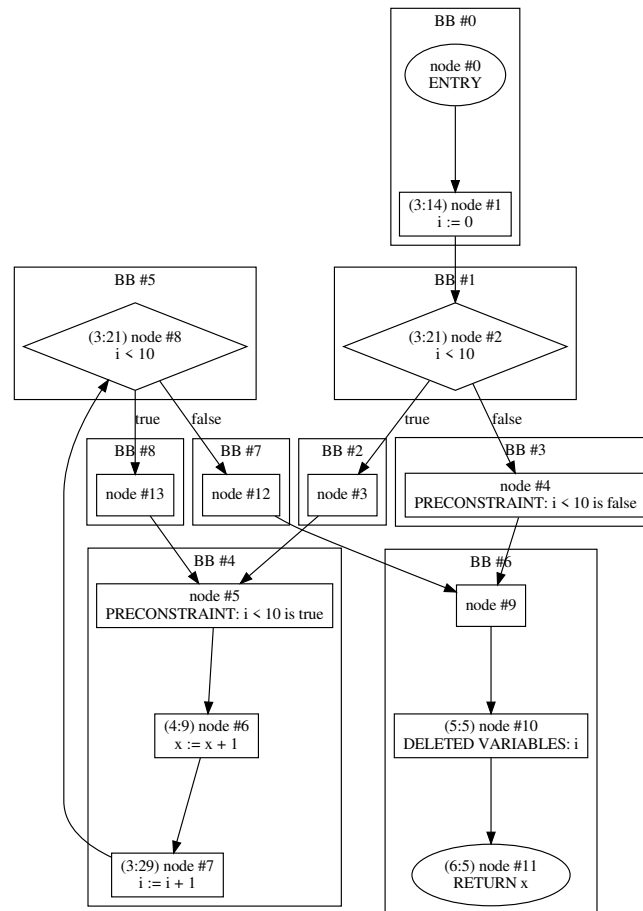 BB #0
node #0
ENTRY
(3:14) node #1
i := 0
BB #5
BB #1
(3:21) node #8
i < 10
(3:21) node #2
i < 10
true
false
true
false
BB #8
BB #7
BB #2
BB #3
node #13
node #12
node #3
node #4
PRECONSTRAINT: i < 10 is false
BB #4
BB #6
node #5
PRECONSTRAINT: i < 10 is true
node #9
(4:9) node #6
x := x + 1
(5:5) node #10
DELETED VARIABLES: i
(3:29) node #7
i := i + 1
(6:5) node #11
RETURN x